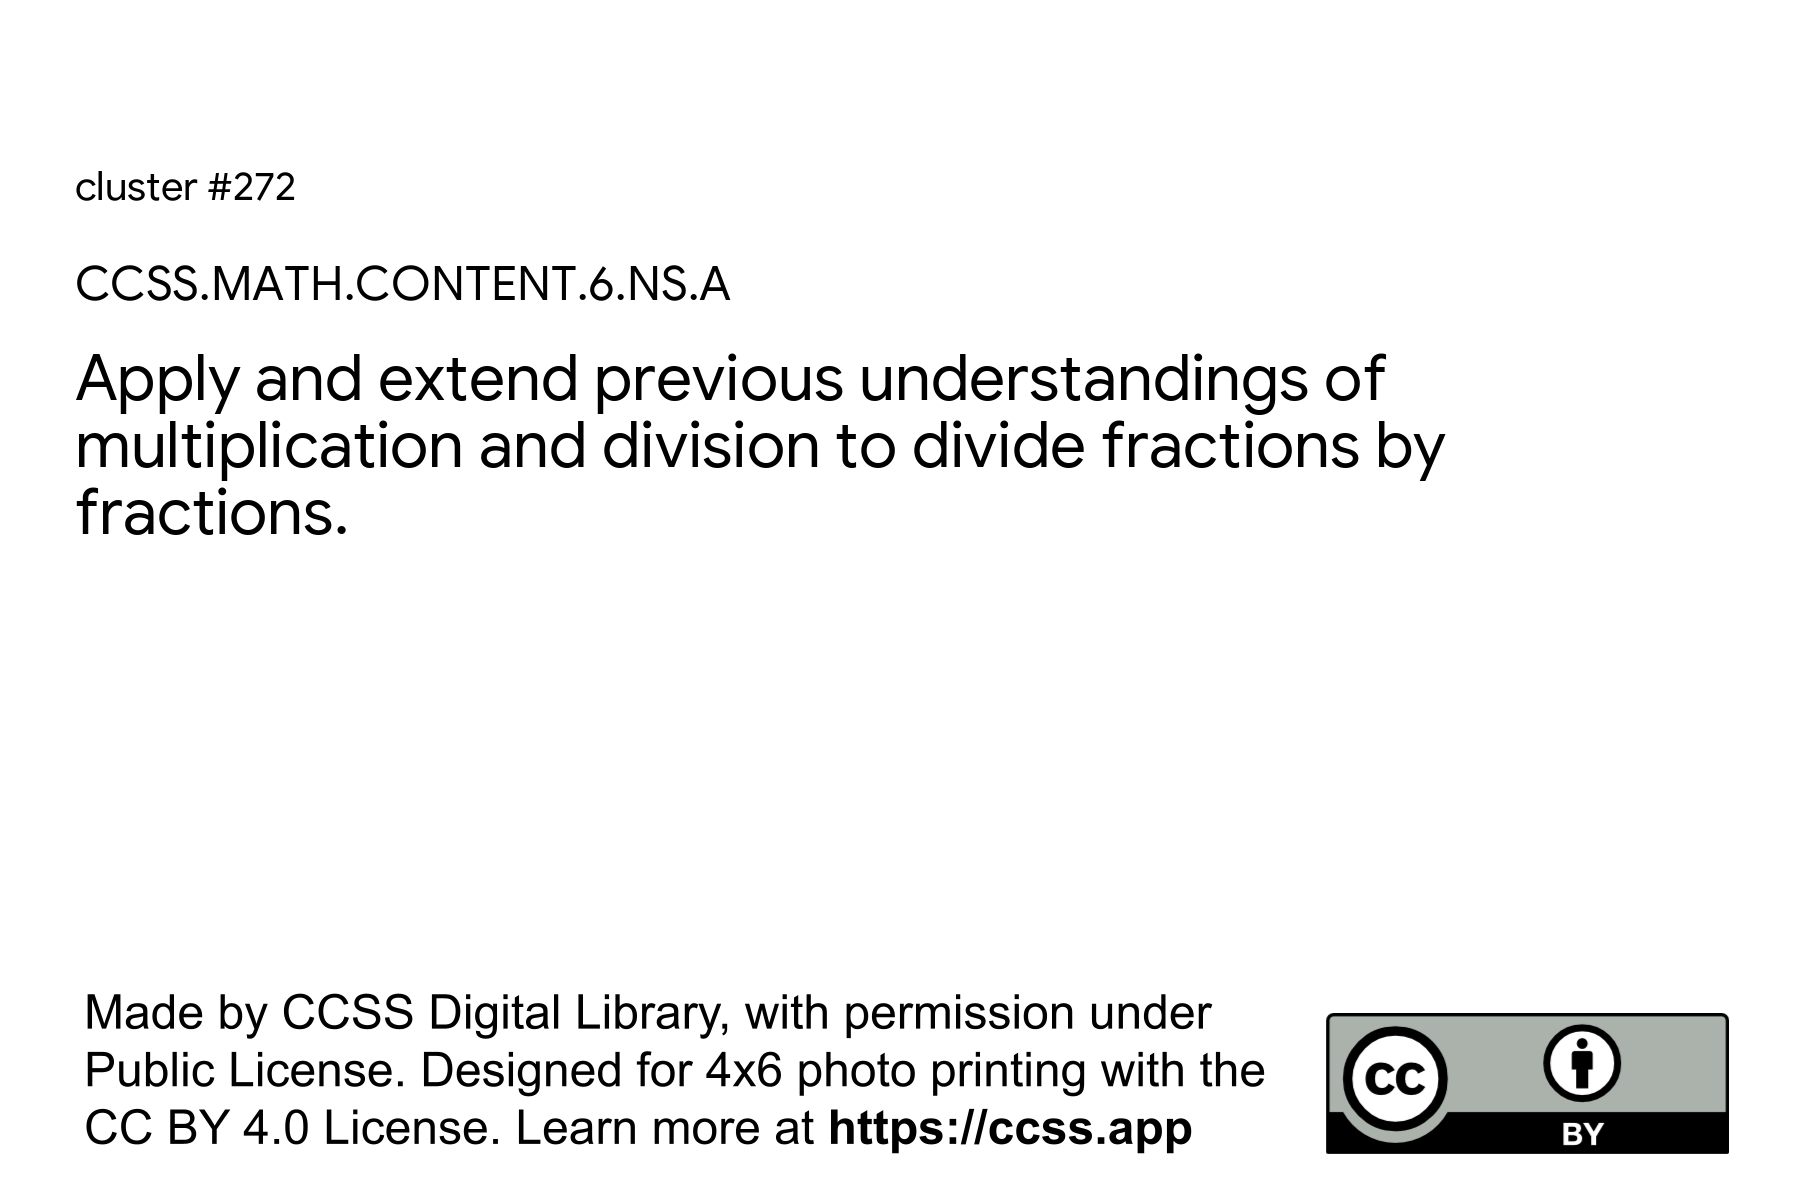 cluster #272
CCSS.MATH.CONTENT.6.NS.A
Apply and extend previous understandings of
multiplication and division to divide fractions by
fractions.
Made by CCSS Digital Library, with permission under
Public License. Designed for 4x6 photo printing with the
CC BY 4.0 License. Learn more at https://ccss.app
CC
BY